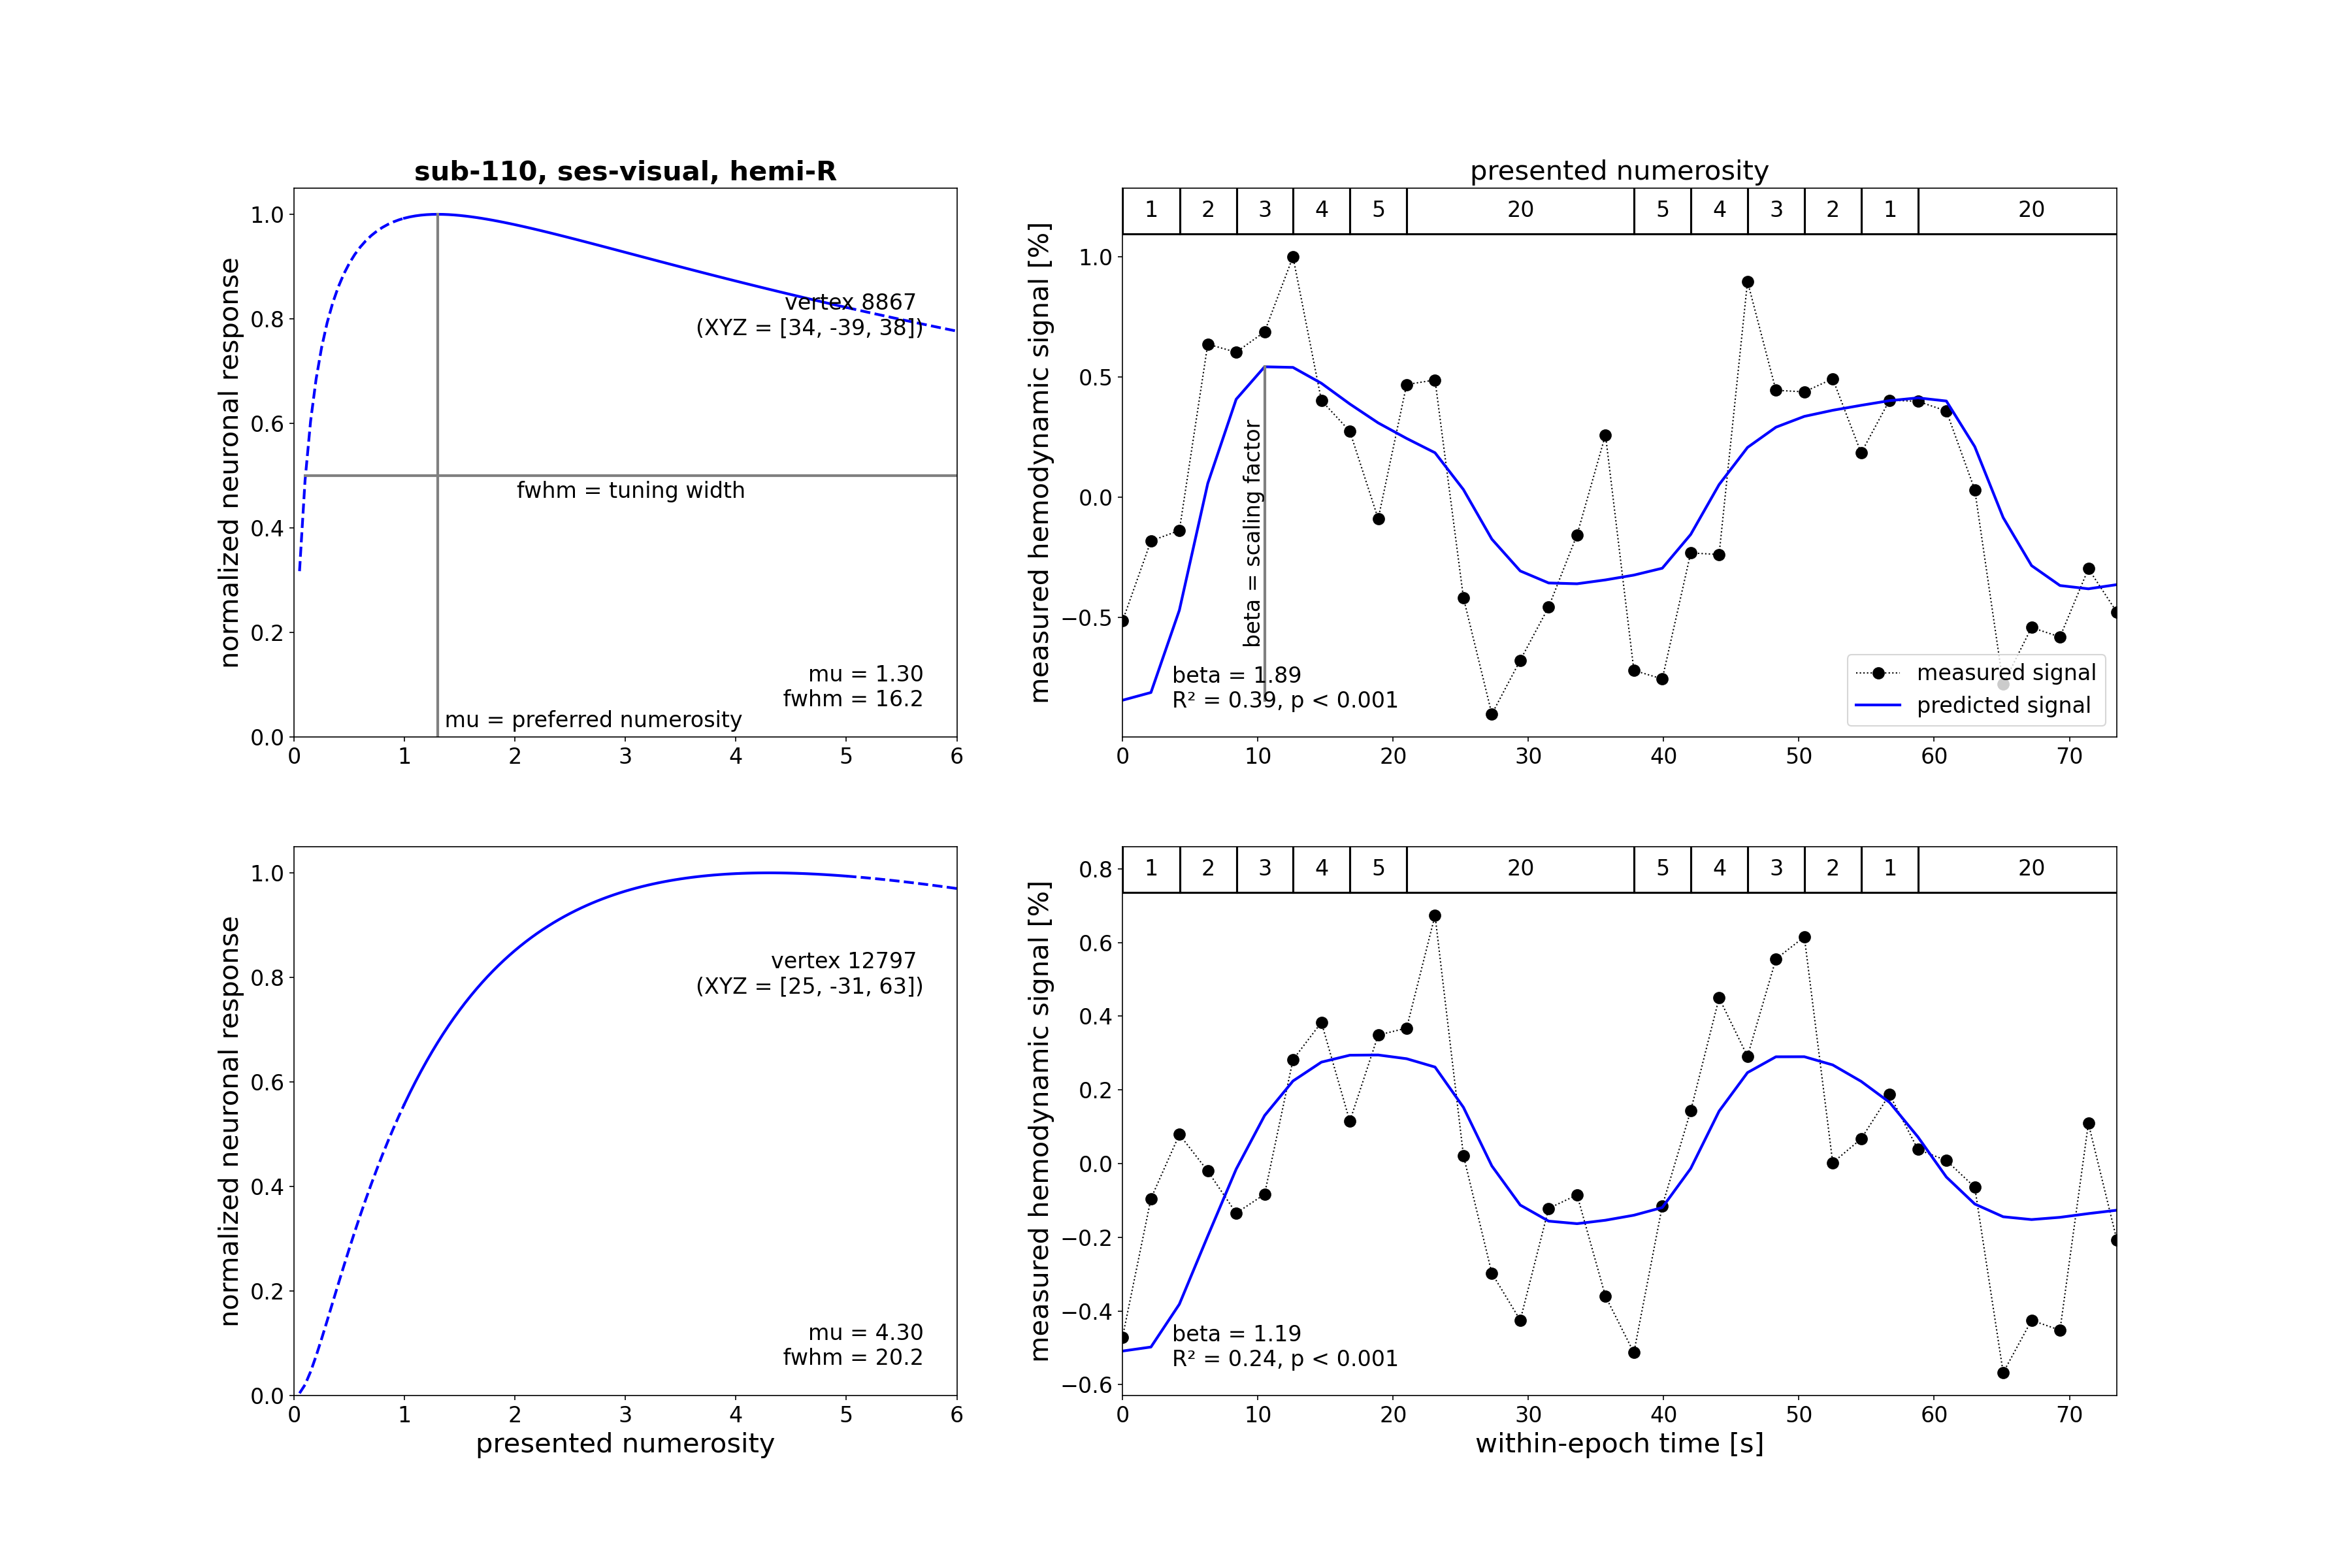 sub-110, ses-visual, hemi-R
normalized neuronal response
1.0
0.8
0.6
0.4
0.2
0.0
vertex 8867
(XYZ = [34, -39, 38])
fwhm = tuning width
mu = 1.30
fwhm = 16.2
mu = preferred numerosity
0 1 2 3 4 5 6
presented numerosity
1 2 3 4 5 20 5 4 3 2 1 20
measured hemodynamic signal [%]
1.0
0.5
0.0
−0.5
beta = scaling factor
beta = 1.89
R² = 0.39, p < 0.001
measured signal
predicted signal
0 10 20 30 40 50 60 70
normalized neuronal response
1.0
0.8
0.6
0.4
0.2
0.0
vertex 12797
(XYZ = [25, -31, 63])
mu = 4.30
fwhm = 20.2
0 1 2 3 4 5 6
presented numerosity
1 2 3 4 5 20 5 4 3 2 1 20
measured hemodynamic signal [%]
0.8
0.6
0.4
0.2
0.0
−0.2
−0.4
−0.6
beta = 1.19
R² = 0.24, p < 0.001
0 10 20 30 40 50 60 70
within-epoch time [s]